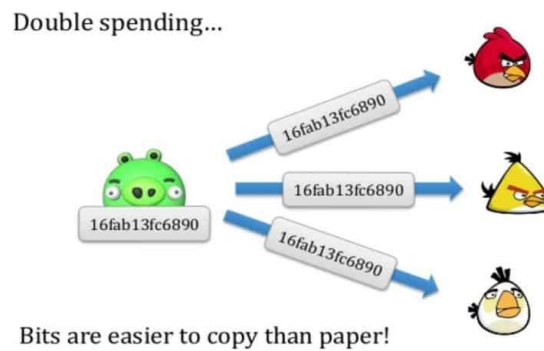 Double spending...
16fab13fc6890
16fab13fc6890
16fab13fc6890
16fab13fc6890
Bits are easier to copy than paper!